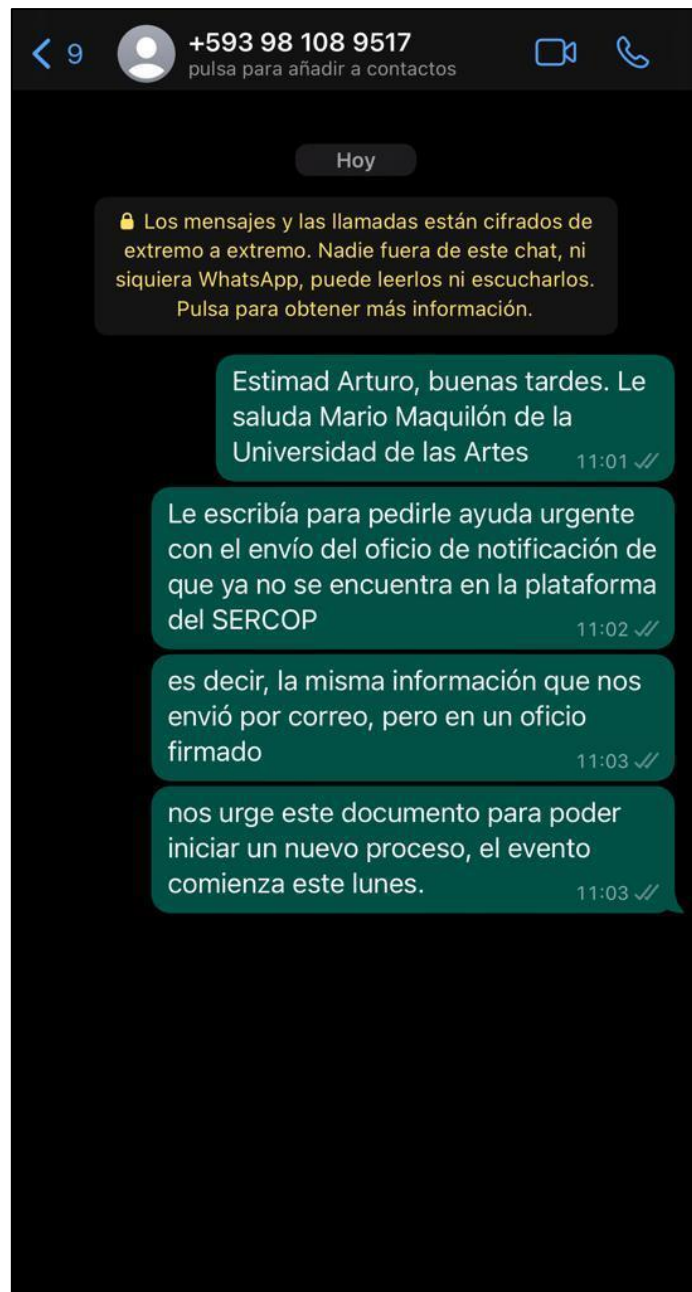 9
+593 98 108 9517
pulsa para añadir a contactos
Hoy
Los mensajes y las llamadas están cifrados de
extremo a extremo. Nadie fuera de este chat, ni
siquiera WhatsApp, puede leerlos ni escucharlos.
Pulsa para obtener más información.
Estimad Arturo, buenas tardes. Le
saluda Mario Maquilón de la
Universidad de las Artes 11:01
Le escribía para pedirle ayuda urgente
con el envío del oficio de notificación de
que ya no se encuentra en la plataforma
del SERCOP 11:02
es decir, la misma información que nos
envió por correo, pero en un oficio
firmado 11:03
nos urge este documento para poder
iniciar un nuevo proceso, el evento
comienza este lunes. 11:03